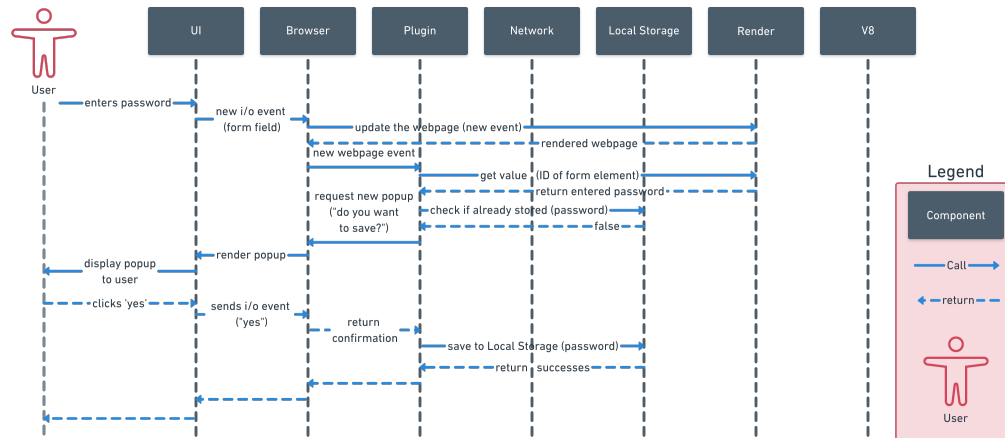 UI
Browser
Plugin
Network
Local Storage
Render
V8
User
enters password
new i/o event
(form field)
update the webpage (new event)
rendered webpage
new webpage event
get value (ID of form element)
return entered password
request new popup
("do you want
to save?")
check if already stored (password)
false
render popup
display popup
to user
clicks 'yes'
sends i/o event
("yes")
return
confirmation
save to Local Storage (password)
return successes
Legend
Component
Call
return
User